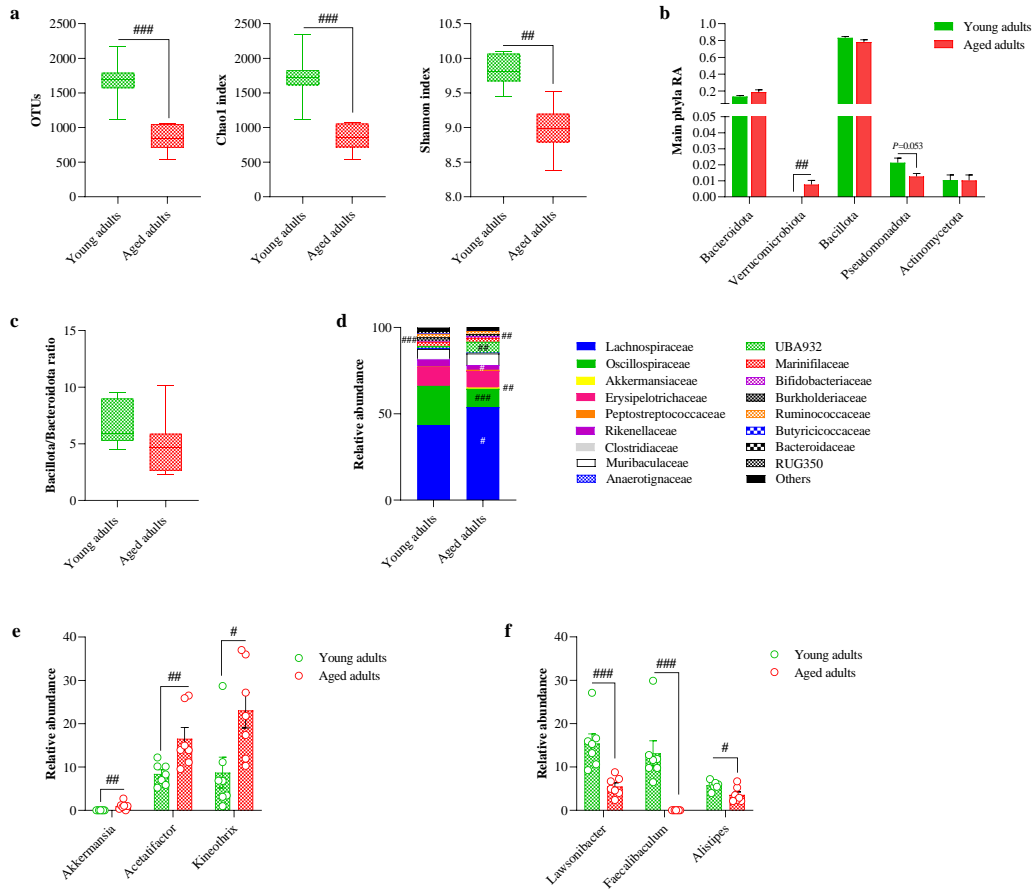 a
OTUs
2500
2000
1500
1000
500
0
###
Young adults
Aged adults
Chao1 index
2500
2000
1500
1000
500
0
###
Young adults
Aged adults
Shannon index
10.5
10.0
9.5
9.0
8.5
8.0
##
Young adults
Aged adults
b
Main phyla RA
1.0
0.8
0.6
0.4
0.2
0.05
0.04
0.03
0.02
0.01
0.00
##
P=0.053
Bacteroidota
Verrucomicrobiota
Bacillota
Pseudomonadota
Actinomycetota
Young adults
Aged adults
c
Bacillota/Bacteroidota ratio
15
10
5
0
Young adults
Aged adults
d
Relative abundance
100
50
0
###
##
##
#
##
###
#
Young adults
Aged adults
Lachnospiraceae
Oscillospiraceae
Akkermansiaceae
Erysipelotrichaceae
Peptostreptococcaceae
Rikenellaceae
Clostridiaceae
Muribaculaceae
Anaerotignaceae
UBA932
Marinifilaceae
Bifidobacteriaceae
Burkholderiaceae
Ruminococcaceae
Butyricicoccaceae
Bacteroidaceae
RUG350
Others
e
Relative abundance
40
30
20
10
0
##
##
#
Akkermansia
Acetatifactor
Kineothrix
Young adults
Aged adults
f
Relative abundance
40
30
20
10
0
###
###
#
Lawsonibacter
Faecalibaculum
Alistipes
Young adults
Aged adults